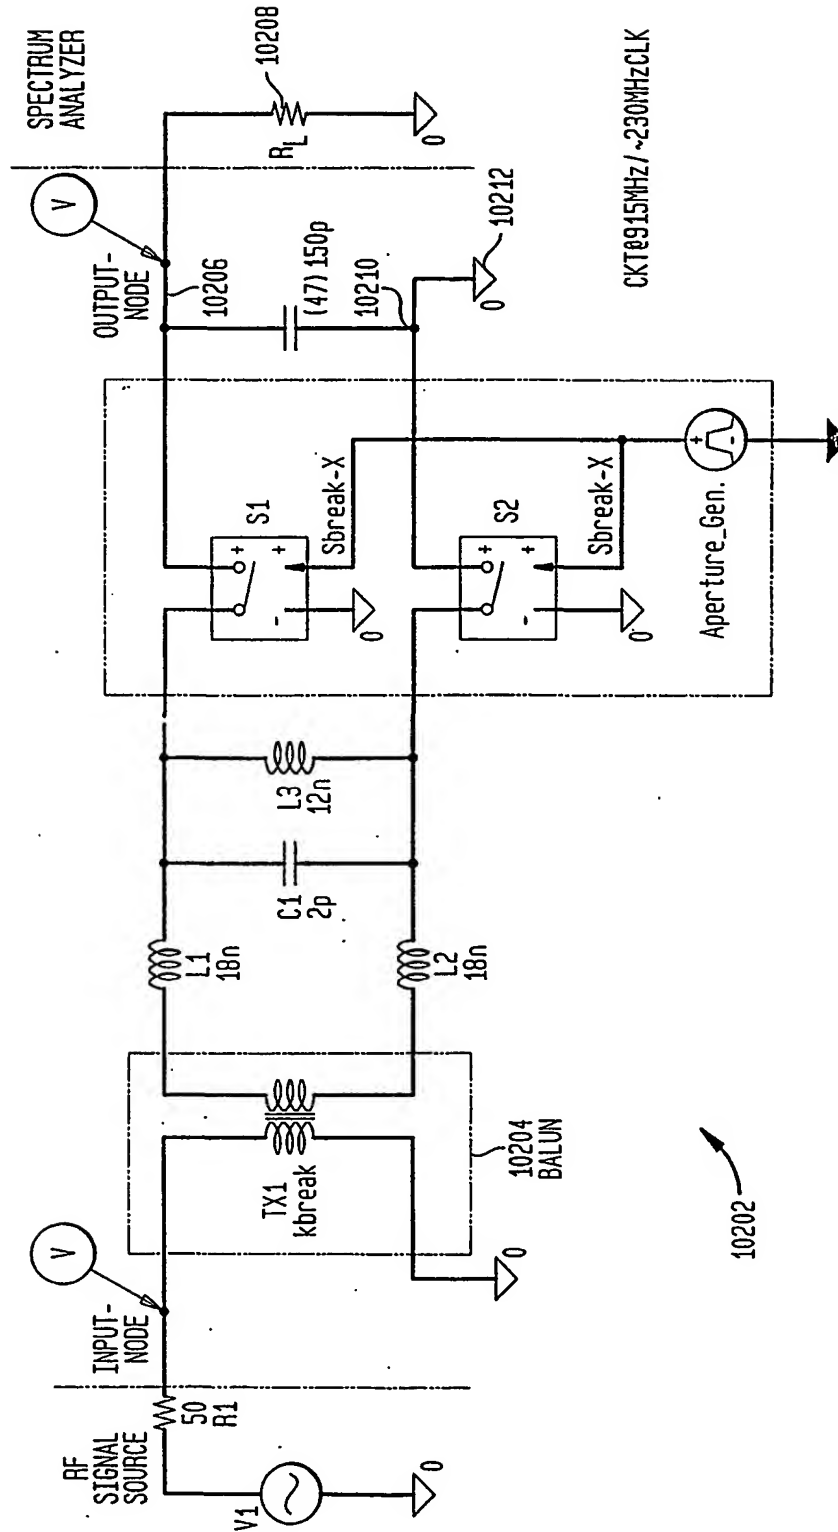 RF
SIGNAL
SOURCE
V1
0
50
R1
INPUT-
NODE
V
0
TX1
kbreak
10204
BALUN
L1
18n
L2
18n
C1
2p
L3
12n
S1
+
+
-
0
Sbreak-X
S2
+
+
-
0
Sbreak-X
Aperture_Gen.
+
-
OUTPUT-
NODE
V
10206
(47) 150p
10210
0
10212
SPECTRUM
ANALYZER
RL
10208
0
CKT@915MHz/~230MHzCLK
10202